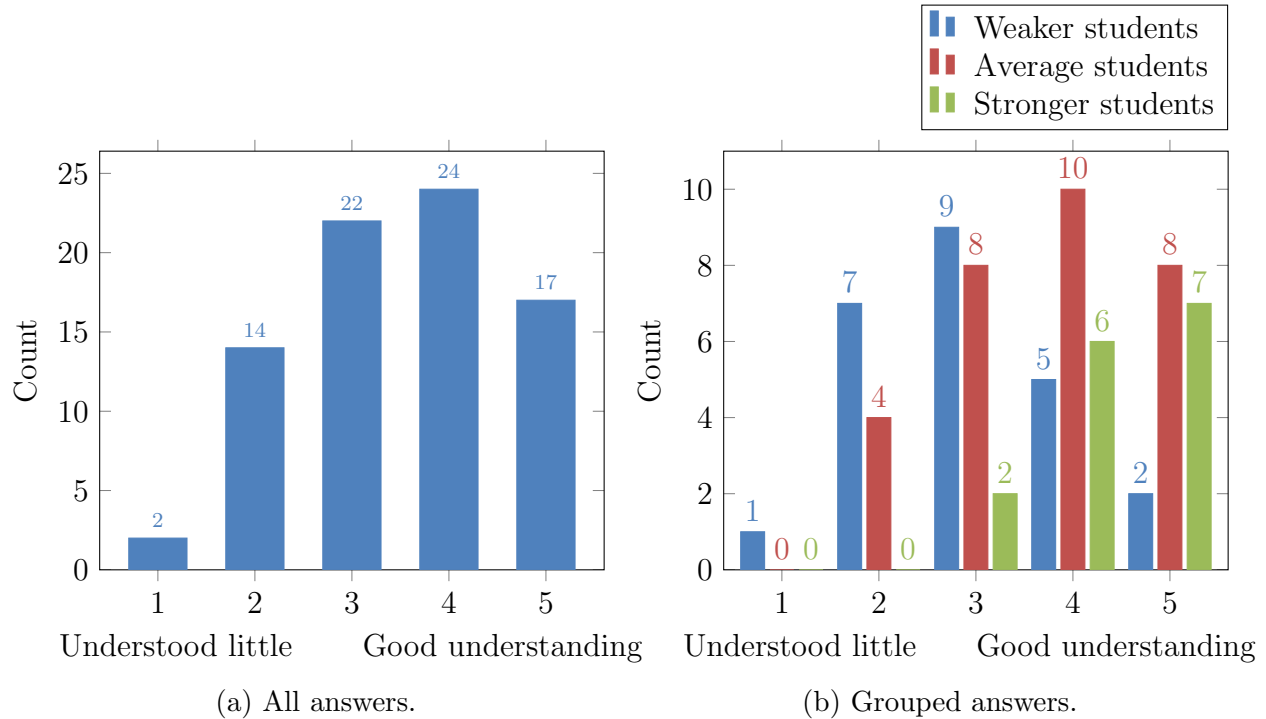 Weaker students
Average students
Stronger students
25
20
15
10
5
0
Count
2
14
22
24
17
1 2 3 4 5
Understood little Good understanding
(a) All answers.
10
8
6
4
2
0
Count
1 0 0
7 4 0
9 8 2
5 10 6
2 8 7
1 2 3 4 5
Understood little Good understanding
(b) Grouped answers.